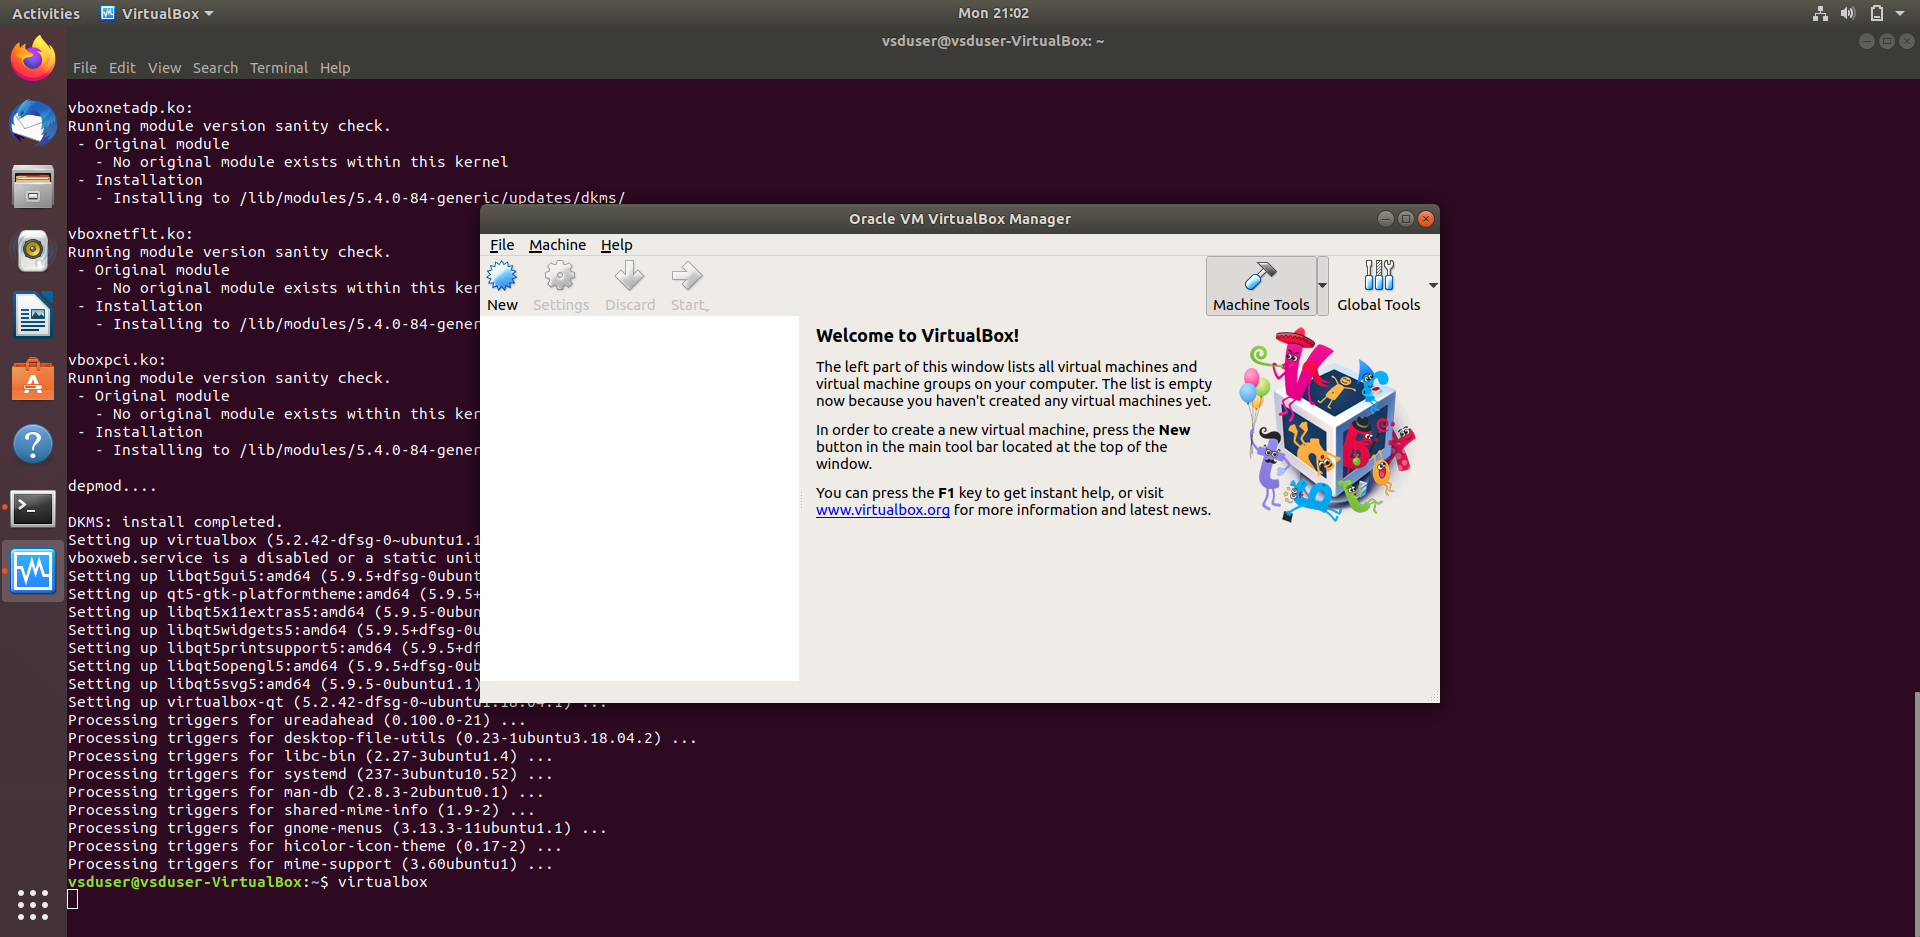 Activities VirtualBox Mon 21:02
vsduser@vsduser-VirtualBox: ~
File Edit View Search Terminal Help
vboxnetadp.ko:
Running module version sanity check.
- Original module
- No original module exists within this kernel
- Installation
- Installing to /lib/modules/5.4.0-84-generic/updates/dkms/
vboxnetflt.ko:
Running module version sanity check.
- Original module
- No original module exists within this ker
- Installation
- Installing to /lib/modules/5.4.0-84-gener
vboxpci.ko:
Running module version sanity check.
- Original module
- No original module exists within this ker
- Installation
- Installing to /lib/modules/5.4.0-84-gener
depmod....
DKMS: install completed.
Setting up virtualbox (5.2.42-dfsg-0~ubuntu1.1
vboxweb.service is a disabled or a static unit
Setting up libqt5gui5:amd64 (5.9.5+dfsg-0ubunt
Setting up qt5-gtk-platformtheme:amd64 (5.9.5+
Setting up libqt5x11extras5:amd64 (5.9.5-0ubun
Setting up libqt5widgets5:amd64 (5.9.5+dfsg-0u
Setting up libqt5printsupport5:amd64 (5.9.5+df
Setting up libqt5opengl5:amd64 (5.9.5+dfsg-0ub
Setting up libqt5svg5:amd64 (5.9.5-0ubuntu1.1)
Setting up virtualbox-qt (5.2.42-dfsg-0~ubuntu1.18.04.1) ...
Processing triggers for ureadahead (0.100.0-21) ...
Processing triggers for desktop-file-utils (0.23-1ubuntu3.18.04.2) ...
Processing triggers for libc-bin (2.27-3ubuntu1.4) ...
Processing triggers for systemd (237-3ubuntu10.52) ...
Processing triggers for man-db (2.8.3-2ubuntu0.1) ...
Processing triggers for shared-mime-info (1.9-2) ...
Processing triggers for gnome-menus (3.13.3-11ubuntu1.1) ...
Processing triggers for hicolor-icon-theme (0.17-2) ...
Processing triggers for mime-support (3.60ubuntu1) ...
vsduser@vsduser-VirtualBox:~$ virtualbox
Oracle VM VirtualBox Manager
File Machine Help
New Settings Discard Start Machine Tools Global Tools
Welcome to VirtualBox!
The left part of this window lists all virtual machines and
virtual machine groups on your computer. The list is empty
now because you haven't created any virtual machines yet.
In order to create a new virtual machine, press the New
button in the main tool bar located at the top of the
window.
You can press the F1 key to get instant help, or visit
www.virtualbox.org for more information and latest news.